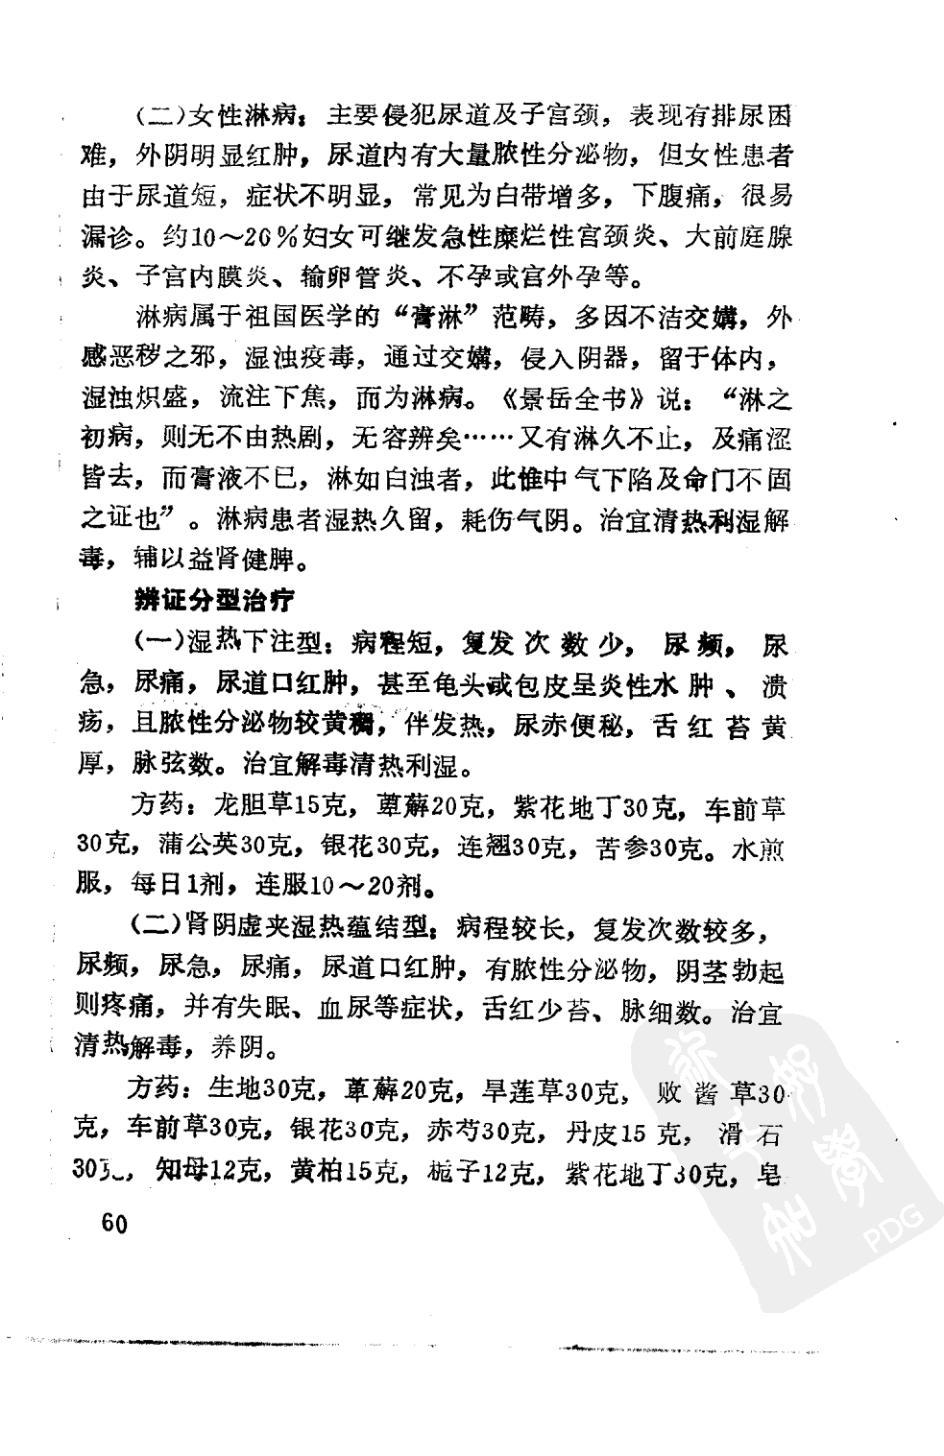 (二)女性淋病：主要侵犯尿道及子宫颈，表现有排尿困
难，外阴明显红肿，尿道内有大量脓性分泌物，但女性患者
由于尿道短，症状不明显，常见为白带增多，下腹痛，很易
漏诊。约10～20％妇女可继发急性糜烂性宫颈炎、大前庭腺
炎、子宫内膜炎、输卵管炎、不孕或宫外孕等。
淋病属于祖国医学的“膏淋”范畴，多因不洁交媾，外
感恶秽之邪，湿浊疫毒，通过交媾，侵入阴器，留于体内，
湿浊炽盛，流注下焦，而为淋病。《景岳全书》说：“淋之
初病，则无不由热剧，无容辨矣……又有淋久不止，及痛涩
皆去，而膏液不已，淋如白浊者，此惟中气下陷及命门不固
之证也”。淋病患者湿热久留，耗伤气阴。治宜清热利湿解
毒，辅以益肾健脾。
辨证分型治疗
(一)湿热下注型：病程短，复发次数少，尿频，尿
急，尿痛，尿道口红肿，甚至龟头或包皮呈炎性水肿、溃
疡，且脓性分泌物较黄稠，伴发热，尿赤便秘，舌红苔黄
厚，脉弦数。治宜解毒清热利湿。
方药：龙胆草15克，萆薢20克，紫花地丁30克，车前草
30克，蒲公英30克，银花30克，连翘30克，苦参30克。水煎
服，每日1剂，连服10～20剂。
(二)肾阴虚夹湿热蕴结型：病程较长，复发次数较多，
尿频，尿急，尿痛，尿道口红肿，有脓性分泌物，阴茎勃起
则疼痛，并有失眠、血尿等症状，舌红少苔、脉细数。治宜
清热解毒，养阴。
方药：生地30克，萆薢20克，旱莲草30克，败酱草30
克，车前草30克，银花30克，赤芍30克，丹皮15克，滑石
30克，知母12克，黄柏15克，栀子12克，紫花地丁30克，皂
60
PDG